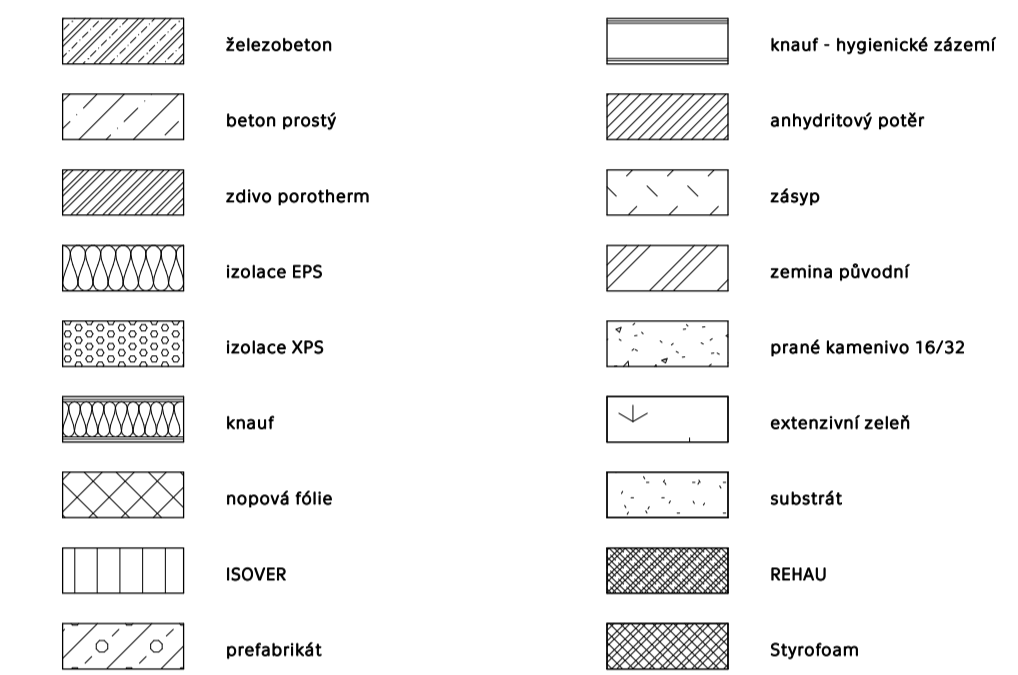 železobeton
beton prostý
zdivo porotherm
izolace EPS
izolace XPS
knauf
nopová fólie
ISOVER
prefabrikát
knauf - hygienické zázemí
anhydritový potěr
zásyp
zemina původní
prané kamenivo 16/32
extenzivní zeleň
substrát
REHAU
Styrofoam